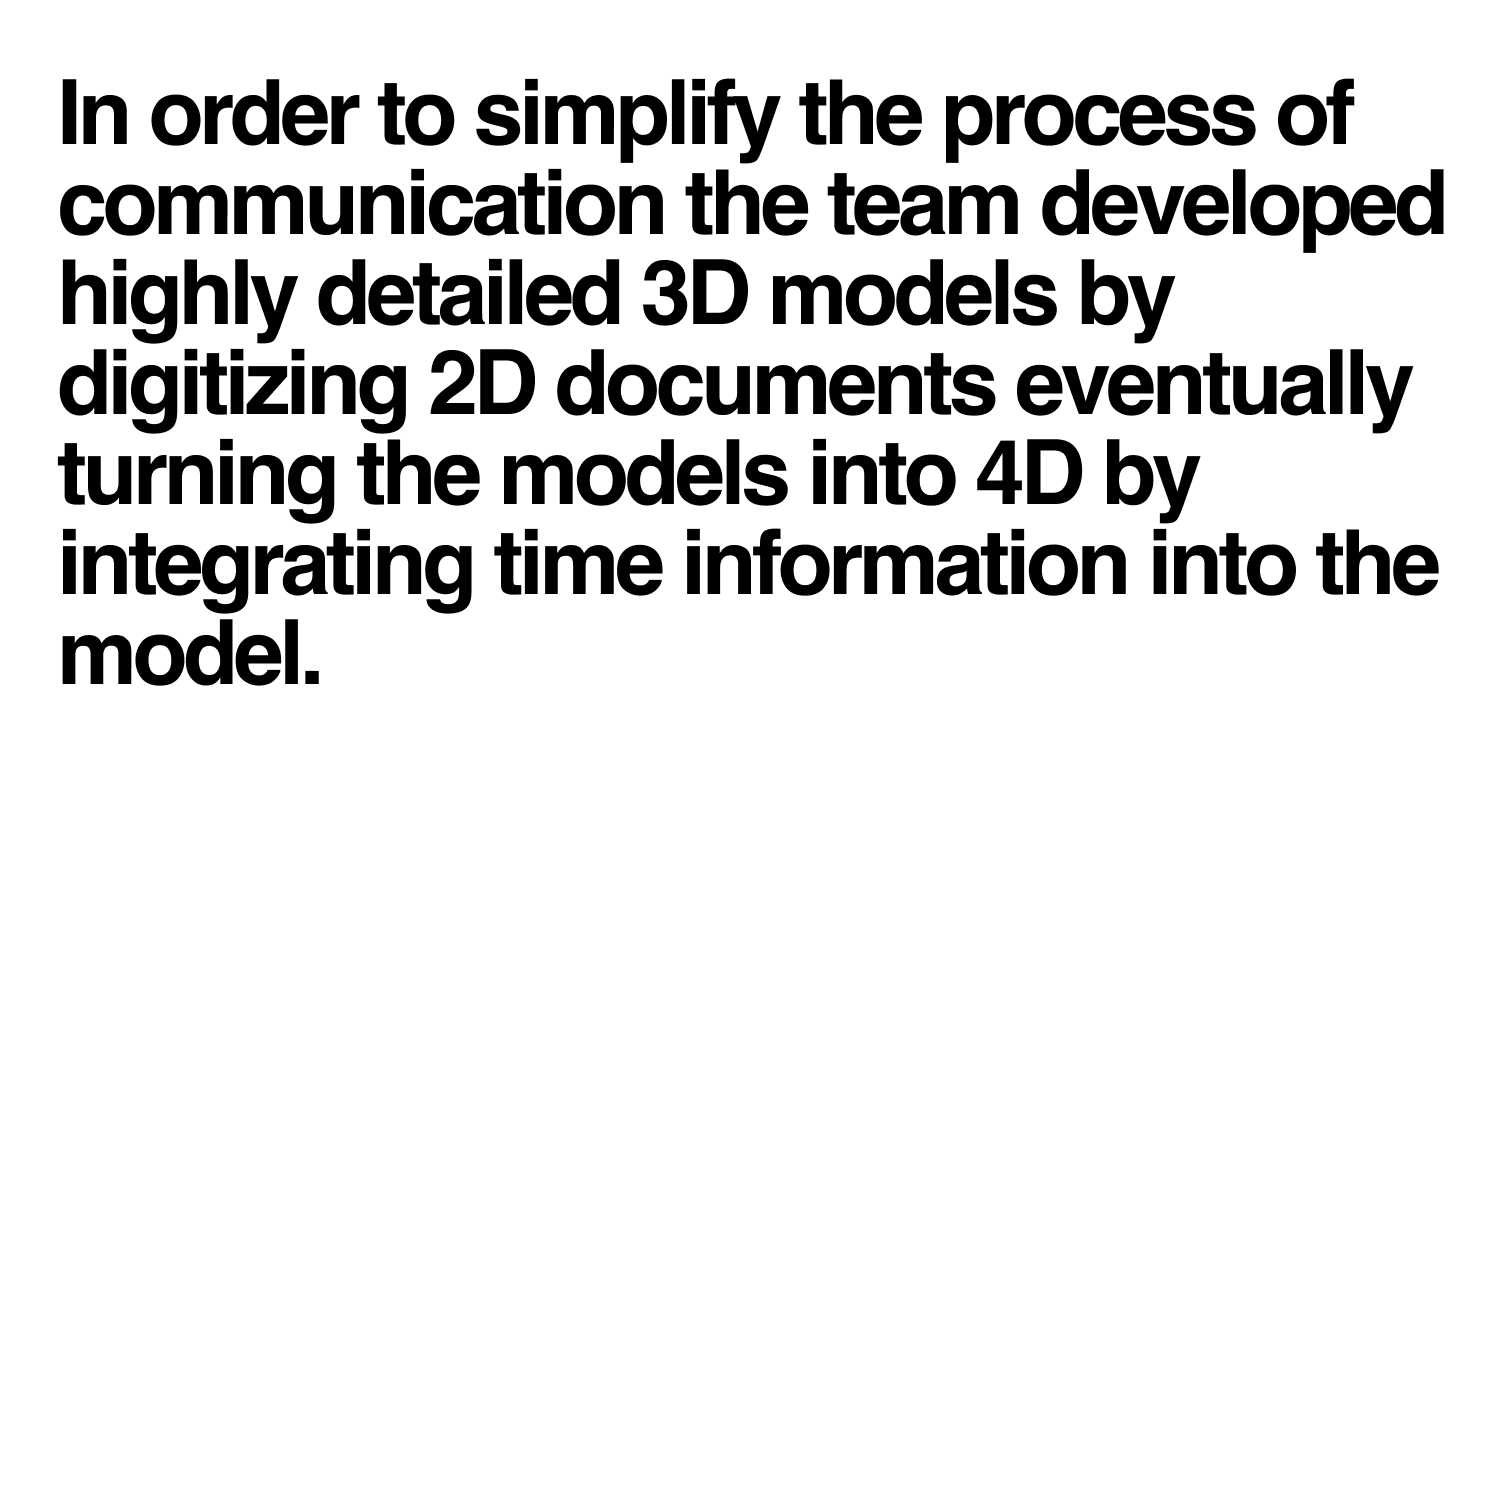 In order to simplify the process of
communication the team developed
highly detailed 3D models by
digitizing 2D documents eventually
turning the models into 4D by
integrating time information into the
model.